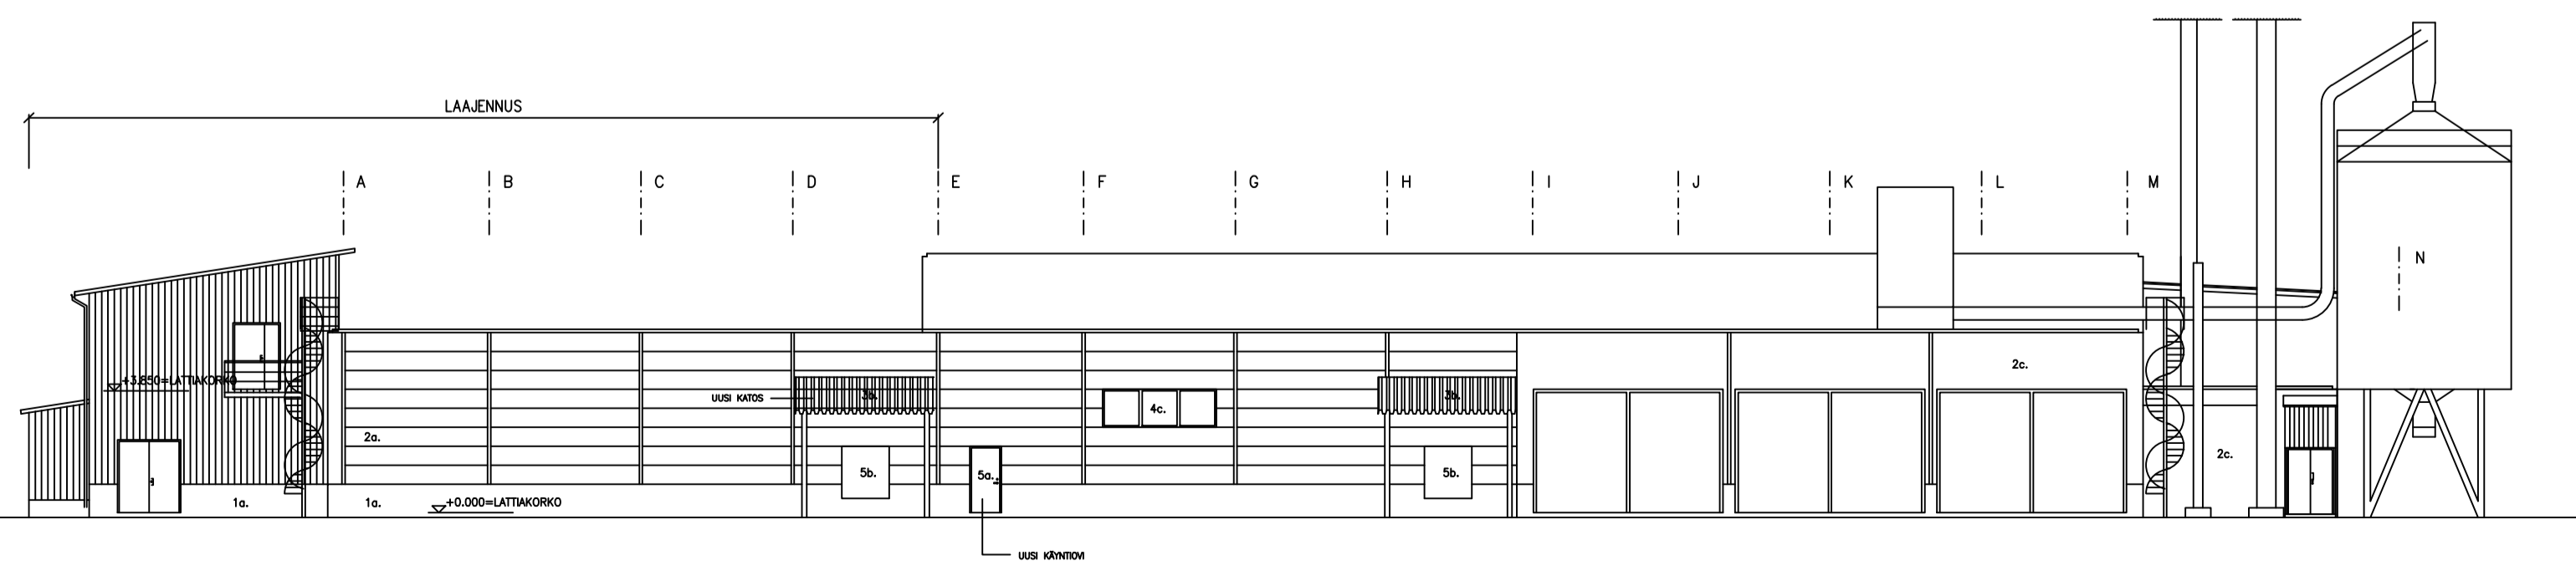 LAAJENNUS
A B C D E F G H I J K L M
N
2c.
+3.850=LATTIAKORKO
UUSI KATOS
3b.
3b.
4c.
2a.
5b.
5a.
5b.
2c.
1a.
1a.
+0.000=LATTIAKORKO
UUSI KÄYNTIOVI